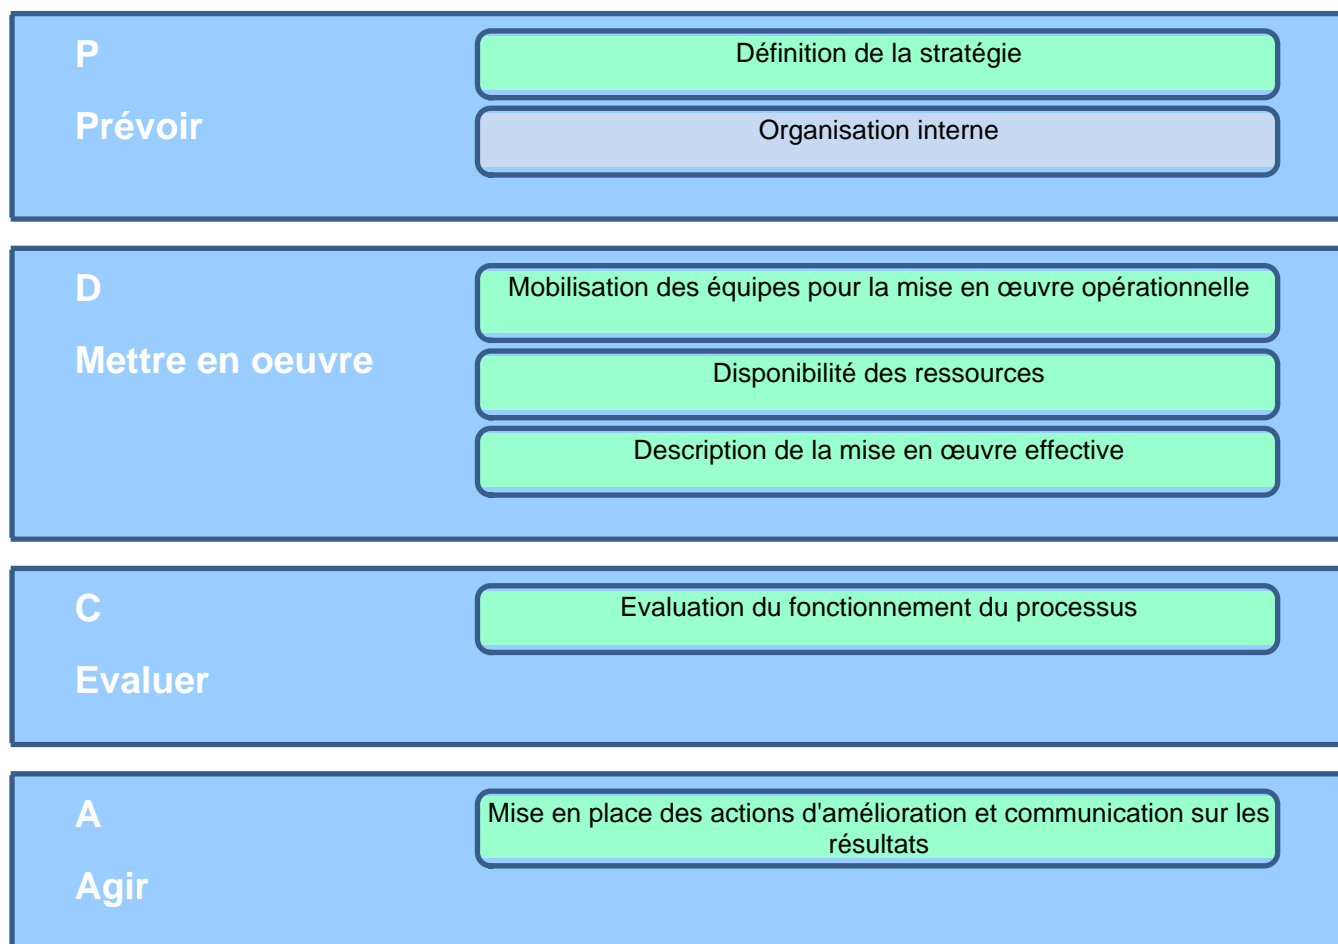 P
Prévoir
Définition de la stratégie
Organisation interne
D
Mettre en oeuvre
Mobilisation des équipes pour la mise en œuvre opérationnelle
Disponibilité des ressources
Description de la mise en œuvre effective
C
Evaluer
Evaluation du fonctionnement du processus
A
Agir
Mise en place des actions d'amélioration et communication sur les
résultats